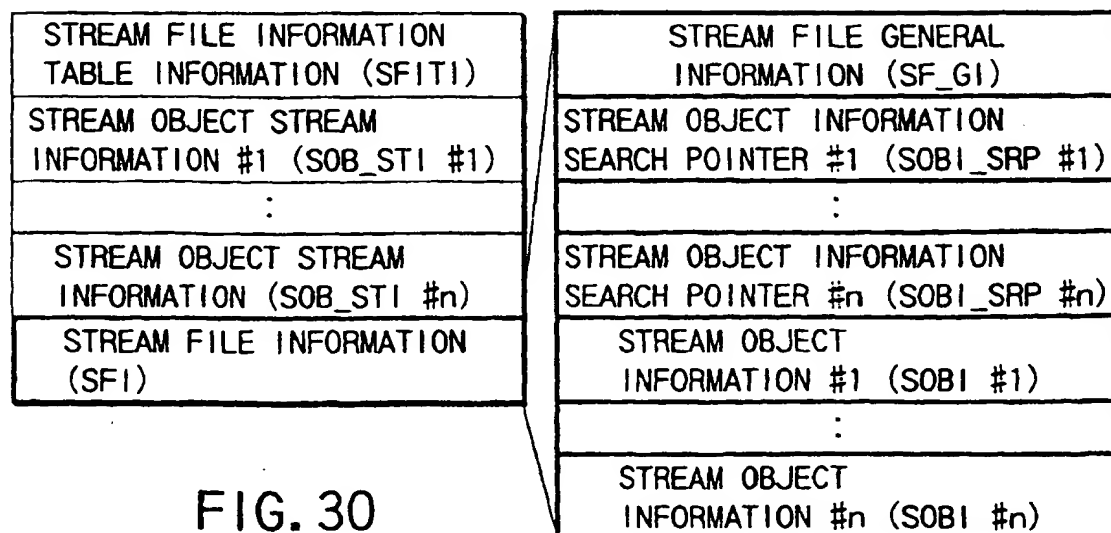 STREAM FILE INFORMATION
TABLE INFORMATION (SFITI)
STREAM OBJECT STREAM
INFORMATION #1 (SOB_STI #1)
:
STREAM OBJECT STREAM
INFORMATION (SOB_STI #n)
STREAM FILE INFORMATION
(SFI)
STREAM FILE GENERAL
INFORMATION (SF_GI)
STREAM OBJECT INFORMATION
SEARCH POINTER #1 (SOBI_SRP #1)
:
STREAM OBJECT INFORMATION
SEARCH POINTER #n (SOBI_SRP #n)
STREAM OBJECT
INFORMATION #1 (SOBI #1)
:
STREAM OBJECT
INFORMATION #n (SOBI #n)
FIG. 30